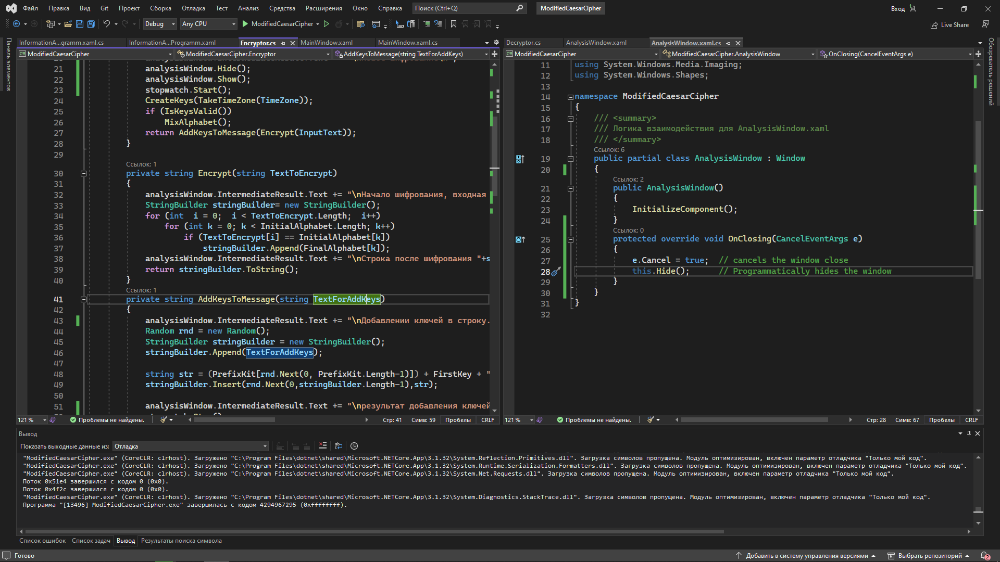 Файл Правка Вид Git Проект Сборка Отладка Тест Анализ Средства Расширения Окно Справка Поиск (Ctrl+Q) ModifiedCaesarCipher Вход
Debug Any CPU ModifiedCaesarCipher Live Share
Панель элементов
InformationA...gramm.xaml.cs InformationA...Programm.xaml Encryptor.cs MainWindow.xaml MainWindow.xaml.cs
ModifiedCaesarCipher ModifiedCaesarCipher.Encryptor AddKeysToMessage(string TextForAddKeys)
21 analysisWindow.Hide();
22 analysisWindow.Show();
23 stopwatch.Start();
24 CreateKeys(TakeTimeZone(TimeZone));
25 if (IsKeysValid())
26 MixAlphabet();
27 return AddKeysToMessage(Encrypt(InputText));
28 }
29
Ссылок: 1
30 private string Encrypt(string TextToEncrypt)
31 {
32 analysisWindow.IntermediateResult.Text += "\nНачало шифрования, входная
33 StringBuilder stringBuilder= new StringBuilder();
34 for (int i = 0; i < TextToEncrypt.Length; i++)
35 for (int k = 0; k < InitialAlphabet.Length; k++)
36 if (TextToEncrypt[i] == InitialAlphabet[k])
37 stringBuilder.Append(FinalAlphabet[k]);
38 analysisWindow.IntermediateResult.Text += "\nСтрока после шифрования "+s
39 return stringBuilder.ToString();
40 }
Ссылок: 1
41 private string AddKeysToMessage(string TextForAddKeys)
42 {
43 analysisWindow.IntermediateResult.Text += "\nДобавлении ключей в строку.
44 Random rnd = new Random();
45 StringBuilder stringBuilder = new StringBuilder();
46 stringBuilder.Append(TextForAddKeys);
47
48 string str = (PrefixKit[rnd.Next(0, PrefixKit.Length-1)]) + FirstKey + "
49 stringBuilder.Insert(rnd.Next(0,stringBuilder.Length-1),str);
50
51 analysisWindow.IntermediateResult.Text += "\nрезультат добавления ключей
121 % Проблемы не найдены. Стр: 41 Симв: 59 Пробелы CRLF
Decryptor.cs AnalysisWindow.xaml AnalysisWindow.xaml.cs
ModifiedCaesarCipher ModifiedCaesarCipher.AnalysisWindow OnClosing(CancelEventArgs e)
11 using System.Windows.Media.Imaging;
12 using System.Windows.Shapes;
13
14 namespace ModifiedCaesarCipher
15 {
16 /// <summary>
17 /// Логика взаимодействия для AnalysisWindow.xaml
18 /// </summary>
Ссылок: 6
19 public partial class AnalysisWindow : Window
20 {
Ссылок: 2
21 public AnalysisWindow()
22 {
23 InitializeComponent();
24 }
Ссылок: 0
25 protected override void OnClosing(CancelEventArgs e)
26 {
27 e.Cancel = true; // cancels the window close
28 this.Hide(); // Programmatically hides the window
29 }
30 }
31 }
32
121 % Проблемы не найдены. Стр: 28 Симв: 67 Пробелы CRLF
Обозреватель решений
Вывод
Показать выходные данные из: Отладка
"ModifiedCaesarCipher.exe" (CoreCLR: clrhost). Загружено "C:\Program Files\dotnet\shared\Microsoft.NETCore.App\3.1.32\System.Reflection.Primitives.dll". Загрузка символов пропущена. Модуль оптимизирован, включен параметр отладчика "Только мой код".
"ModifiedCaesarCipher.exe" (CoreCLR: clrhost). Загружено "C:\Program Files\dotnet\shared\Microsoft.NETCore.App\3.1.32\System.Runtime.Serialization.Formatters.dll". Загрузка символов пропущена. Модуль оптимизирован, включен параметр отладчика "Только мой код".
"ModifiedCaesarCipher.exe" (CoreCLR: clrhost). Загружено "C:\Program Files\dotnet\shared\Microsoft.NETCore.App\3.1.32\System.Net.Requests.dll". Загрузка символов пропущена. Модуль оптимизирован, включен параметр отладчика "Только мой код".
Поток 0x51e4 завершился с кодом 0 (0x0).
Поток 0x4f2c завершился с кодом 0 (0x0).
"ModifiedCaesarCipher.exe" (CoreCLR: clrhost). Загружено "C:\Program Files\dotnet\shared\Microsoft.NETCore.App\3.1.32\System.Diagnostics.StackTrace.dll". Загрузка символов пропущена. Модуль оптимизирован, включен параметр отладчика "Только мой код".
Программа "[13496] ModifiedCaesarCipher.exe" завершилась с кодом 4294967295 (0xffffffff).
Список ошибок Список задач Вывод Результаты поиска символа
Готово Добавить в систему управления версиями Выбрать репозиторий 2